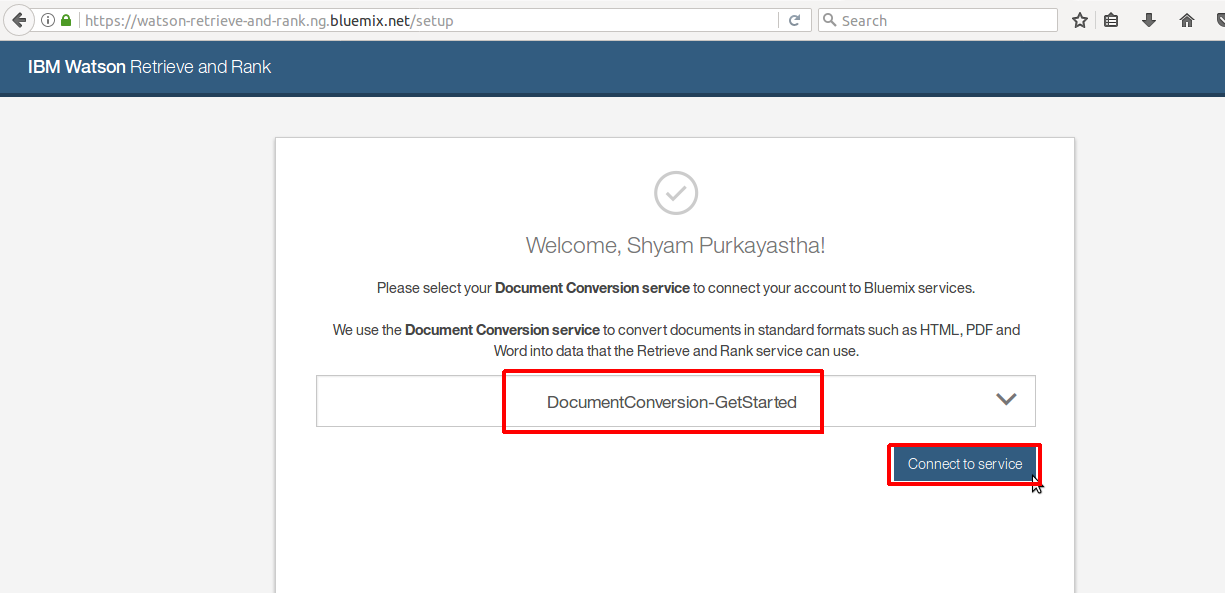 https://watson-retrieve-and-rank.ng.bluemix.net/setup
Search
IBM Watson Retrieve and Rank
Welcome, Shyam Purkayastha!
Please select your Document Conversion service to connect your account to Bluemix services.
We use the Document Conversion service to convert documents in standard formats such as HTML, PDF and
Word into data that the Retrieve and Rank service can use.
DocumentConversion-GetStarted
Connect to service